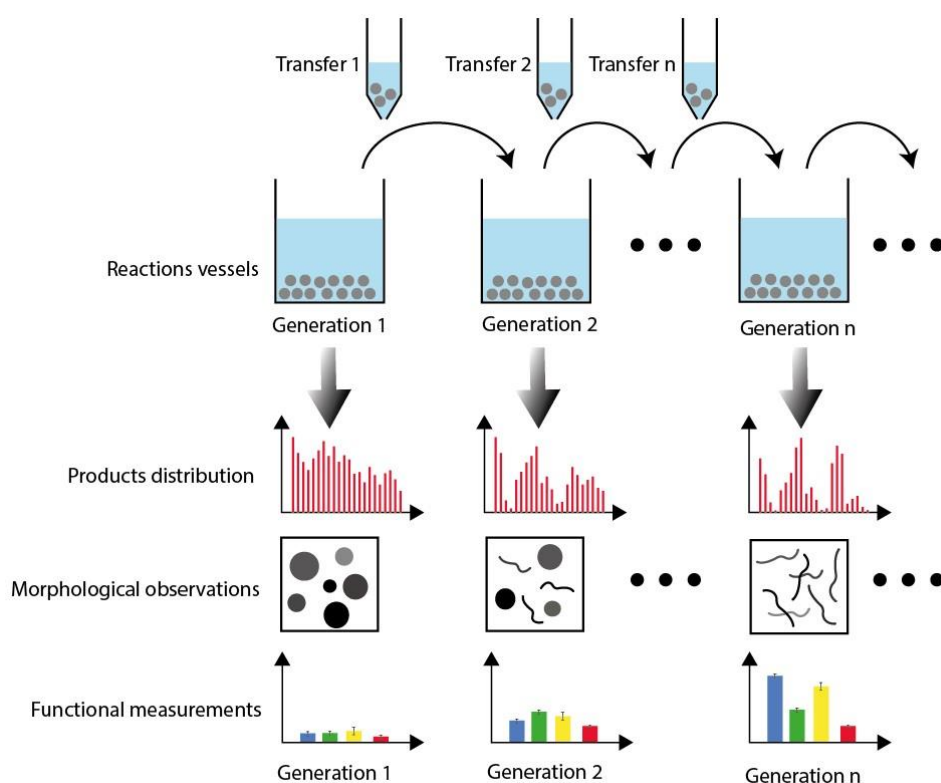 Transfer 1
Transfer 2
Transfer n
Reactions vessels
Generation 1
Generation 2
Generation n
Products distribution
Morphological observations
Functional measurements
Generation 1
Generation 2
Generation n